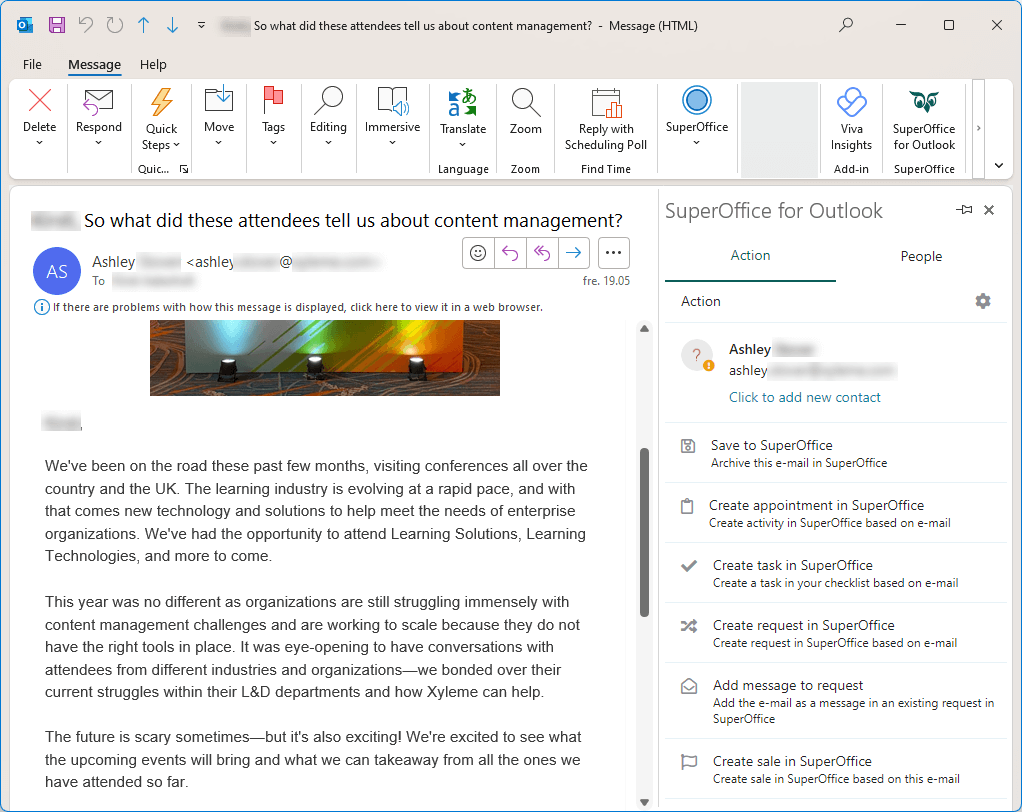 So what did these attendees tell us about content management? - Message (HTML)
File Message Help
Delete
Respond
Quick Steps
Move
Tags
Editing
Immersive
Translate
Zoom
Reply with Scheduling Poll
SuperOffice
Viva Insights
SuperOffice for Outlook
Quic...
Language
Zoom
Find Time
Add-in
SuperOffice
So what did these attendees tell us about content management?
AS
Ashley <ashley @
To
fre. 19.05
If there are problems with how this message is displayed, click here to view it in a web browser.
,
We've been on the road these past few months, visiting conferences all over the
country and the UK. The learning industry is evolving at a rapid pace, and with
that comes new technology and solutions to help meet the needs of enterprise
organizations. We've had the opportunity to attend Learning Solutions, Learning
Technologies, and more to come.
This year was no different as organizations are still struggling immensely with
content management challenges and are working to scale because they do not
have the right tools in place. It was eye-opening to have conversations with
attendees from different industries and organizations—we bonded over their
current struggles within their L&D departments and how Xyleme can help.
The future is scary sometimes—but it's also exciting! We're excited to see what
the upcoming events will bring and what we can takeaway from all the ones we
have attended so far.
SuperOffice for Outlook
Action People
Action
?
Ashley
ashley
Click to add new contact
Save to SuperOffice
Archive this e-mail in SuperOffice
Create appointment in SuperOffice
Create activity in SuperOffice based on e-mail
Create task in SuperOffice
Create a task in your checklist based on e-mail
Create request in SuperOffice
Create request in SuperOffice based on e-mail
Add message to request
Add the e-mail as a message in an existing request in
SuperOffice
Create sale in SuperOffice
Create sale in SuperOffice based on this e-mail